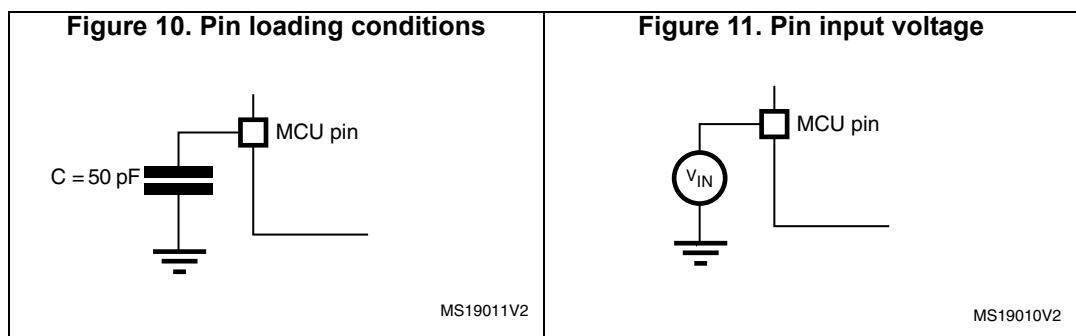 Figure 10. Pin loading conditions
MCU pin
C = 50 pF
MS19011V2
Figure 11. Pin input voltage
MCU pin
VIN
MS19010V2